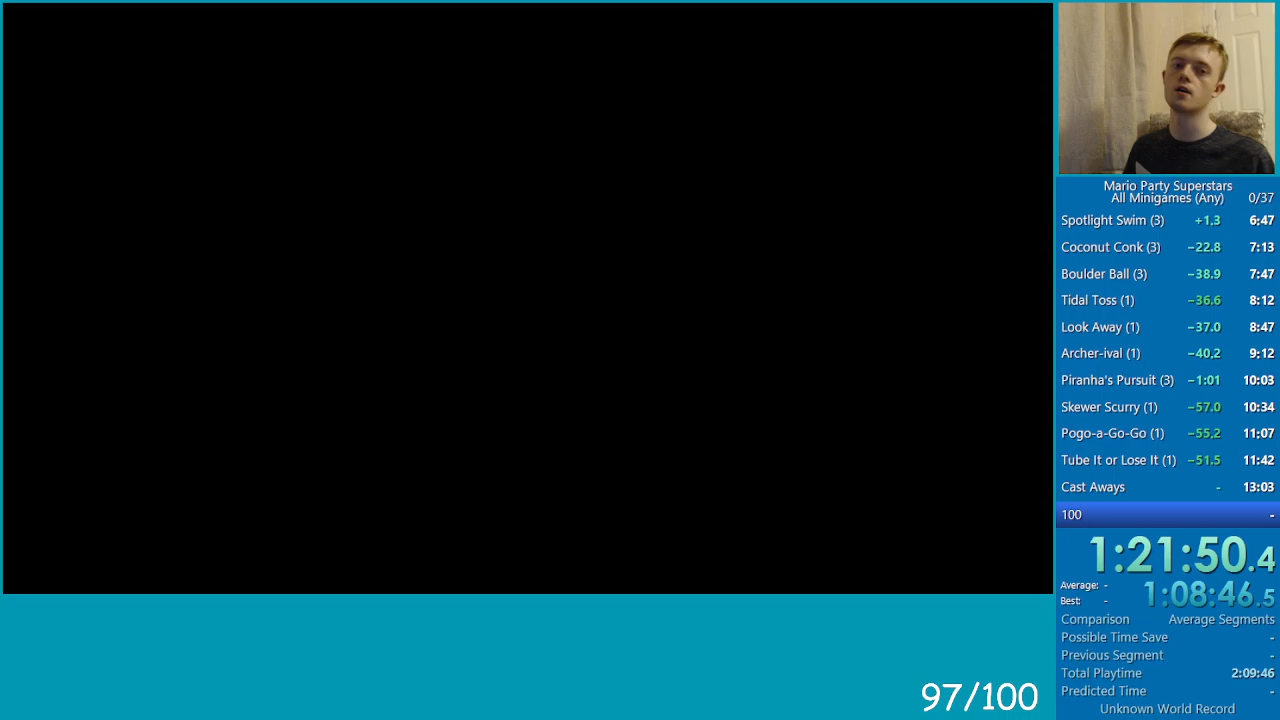 Mario Party Superstars
All Minigames (Any) 0/37
Spotlight Swim (3) +1.3 6:47
Coconut Conk (3) −22.8 7:13
Boulder Ball (3) −38.9 7:47
Tidal Toss (1) −36.6 8:12
Look Away (1) −37.0 8:47
Archer-ival (1) −40.2 9:12
Piranha's Pursuit (3) −1:01 10:03
Skewer Scurry (1) −57.0 10:34
Pogo-a-Go-Go (1) −55.2 11:07
Tube It or Lose It (1) −51.5 11:42
Cast Aways - 13:03
100 -
1:21:50.4
Average: -
Best: - 1:08:46.5
Comparison Average Segments
Possible Time Save -
Previous Segment -
Total Playtime 2:09:46
Predicted Time -
Unknown World Record
97/100